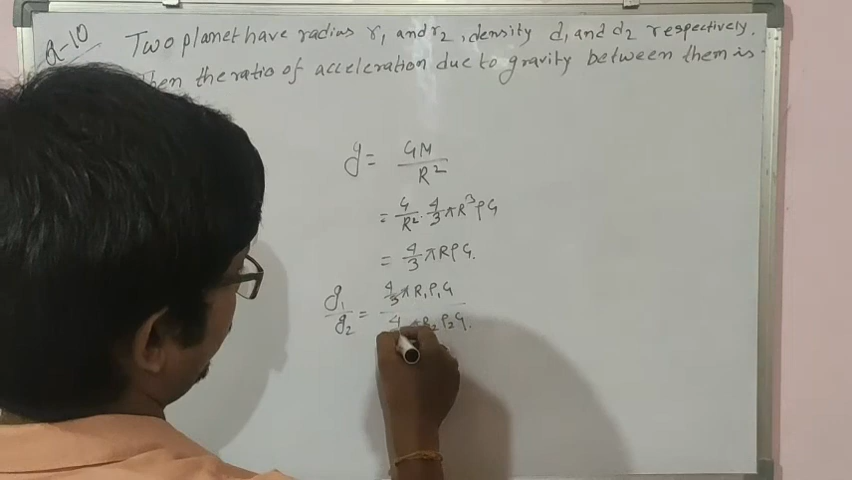 Q-10 Two planet have radius r₁ and r₂, density d₁ and d₂ respectively.
Then the ratio of acceleration due to gravity between them is
g = GM / R²
= G/R² · 4/3 πR³ρG
= 4/3 πRρG.
g₁/g₂ = 4/3 πR₁ρ₁G / 4 R₂ρ₂G.